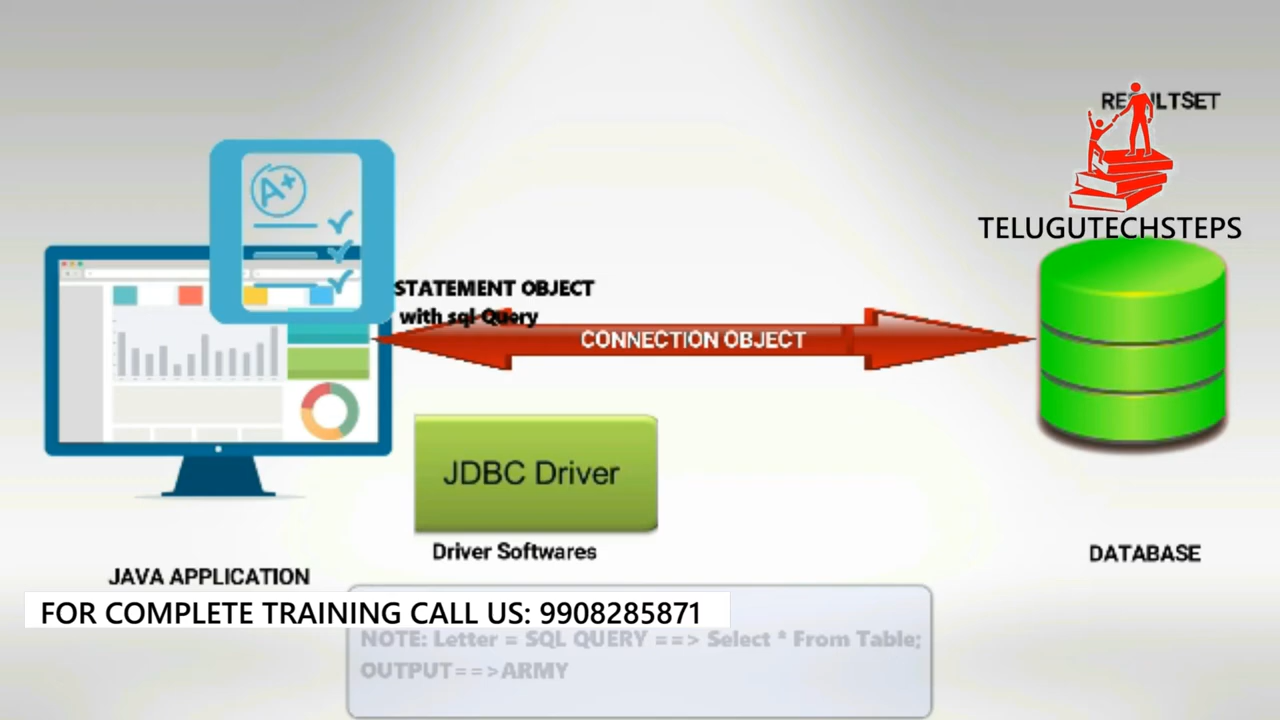 RESULTSET
TELUGUTECHSTEPS
A+
STATEMENT OBJECT
with sql Query
CONNECTION OBJECT
JDBC Driver
Driver Softwares
DATABASE
JAVA APPLICATION
FOR COMPLETE TRAINING CALL US: 9908285871
NOTE: Letter = SQL QUERY ==> Select * From Table;
OUTPUT==>ARMY